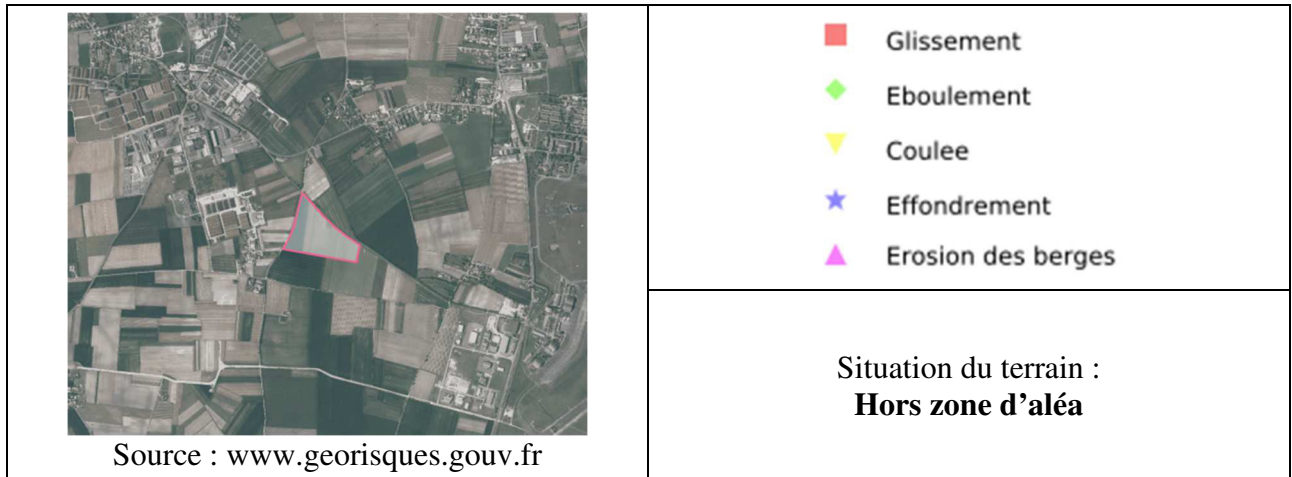 Glissement
Eboulement
Coulee
Effondrement
Erosion des berges
Situation du terrain :
Hors zone d’aléa
Source : www.georisques.gouv.fr